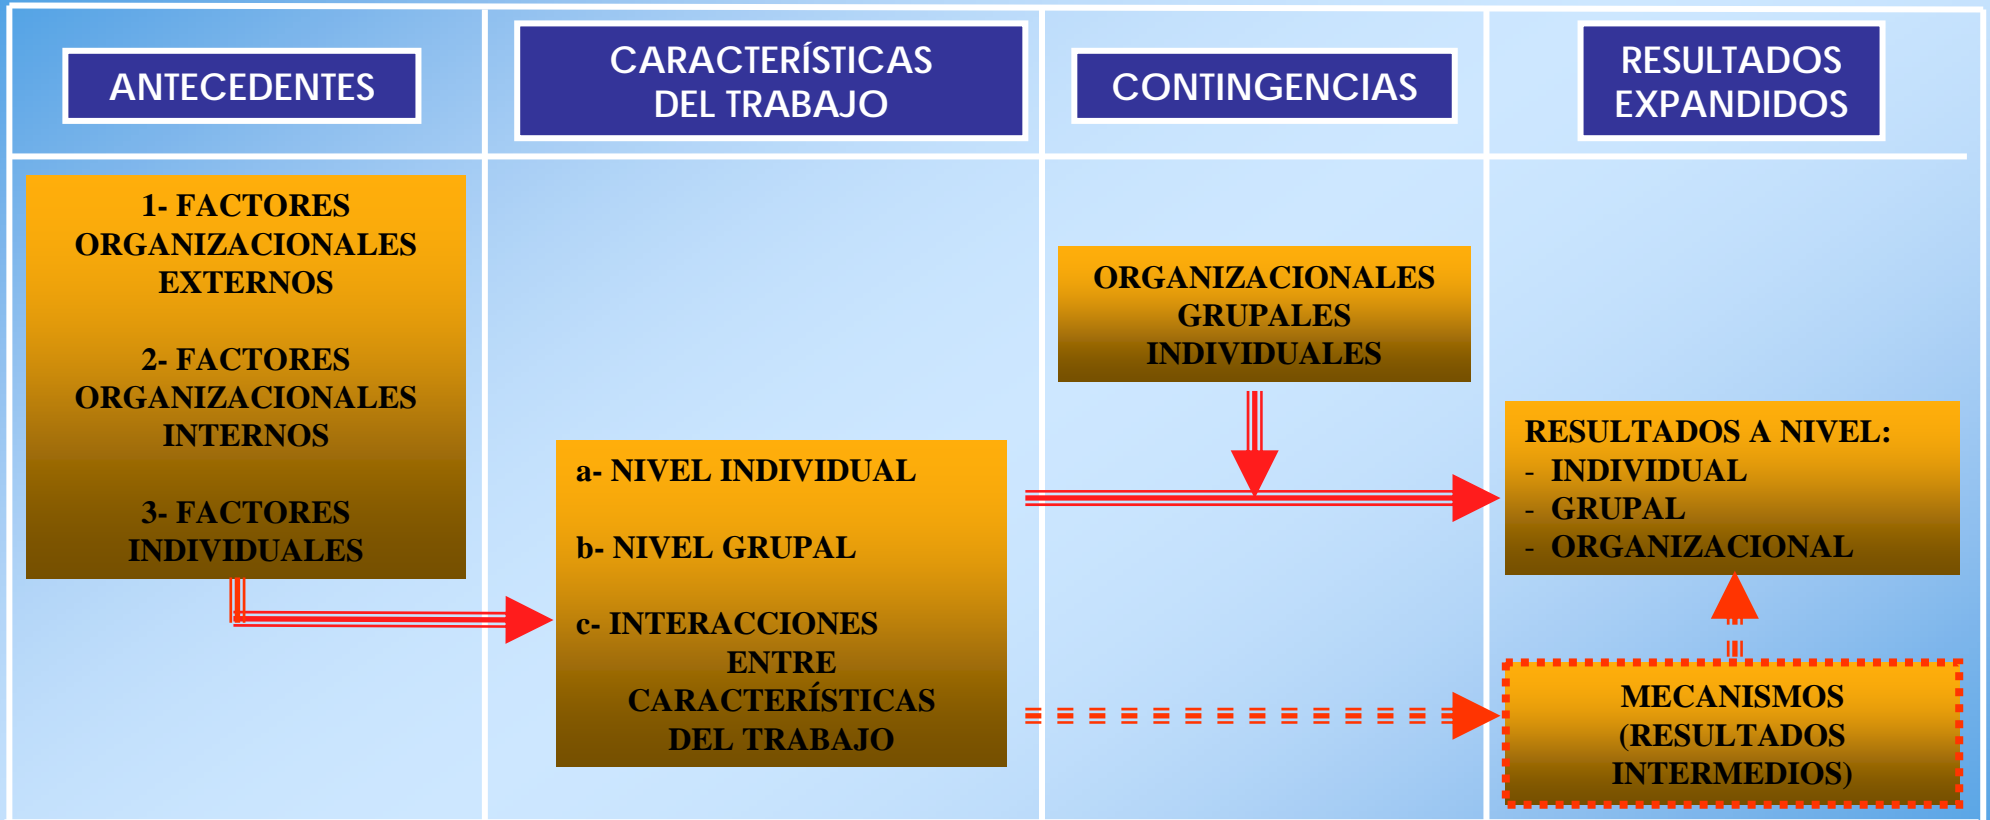 ANTECEDENTES
CARACTERÍSTICAS
DEL TRABAJO
CONTINGENCIAS
RESULTADOS
EXPANDIDOS
1- FACTORES
ORGANIZACIONALES
EXTERNOS
2- FACTORES
ORGANIZACIONALES
INTERNOS
3- FACTORES
INDIVIDUALES
a- NIVEL INDIVIDUAL
b- NIVEL GRUPAL
c- INTERACCIONES
ENTRE
CARACTERÍSTICAS
DEL TRABAJO
ORGANIZACIONALES
GRUPALES
INDIVIDUALES
RESULTADOS A NIVEL:
- INDIVIDUAL
- GRUPAL
- ORGANIZACIONAL
MECANISMOS
(RESULTADOS
INTERMEDIOS)